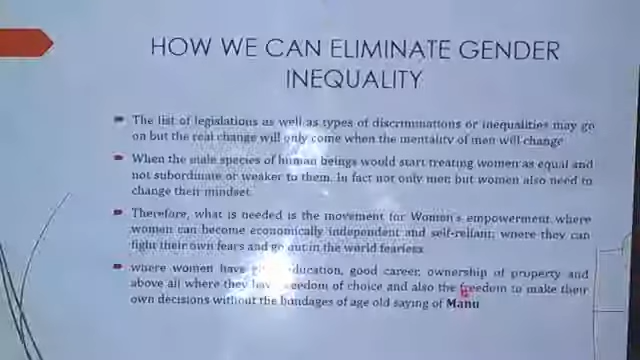 HOW WE CAN ELIMINATE GENDER
INEQUALITY
The list of legislations as well as types of discriminations or inequalities may go
on but the real change will only come when the mentality of men will change
When the male species of human beings would start treating women as equal and
not subordinate or weaker to them. In fact not only men but women also need to
change their mindset.
Therefore, what is needed is the movement for Women's empowerment where
women can become economically independent and self-reliant; where they can
fight their own fears and go out in the world fearless
where women have education, good career, ownership of property and
above all where they have freedom of choice and also the freedom to make their
own decisions without the bondages of age old saying of Manu